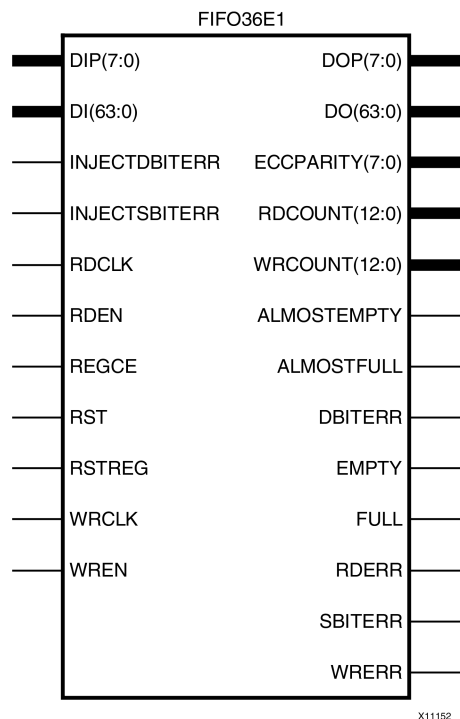 FIFO36E1
DIP(7:0) DOP(7:0)
DI(63:0) DO(63:0)
INJECTDBITERR ECCPARITY(7:0)
INJECTSBITERR RDCOUNT(12:0)
RDCLK WRCOUNT(12:0)
RDEN ALMOSTEMPTY
REGCE ALMOSTFULL
RST DBITERR
RSTREG EMPTY
WRCLK FULL
WREN RDERR
SBITERR
WRERR
X11152